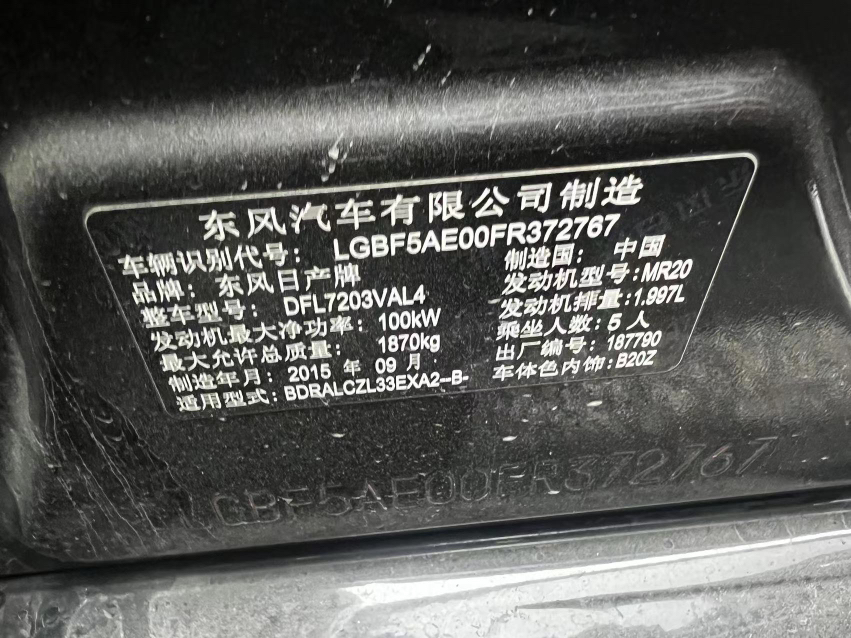 东风汽车有限公司制造
车辆识别代号: LGBF5AE00FR372767
品牌: 东风日产牌 制造国: 中国
整车型号: DFL7203VAL4 发动机型号:MR20
发动机最大净功率: 100kW 发动机排量:1.997L
最大允许总质量: 1870kg 乘坐人数:5人
制造年月: 2015 年 09 月 出厂编号: 187790
适用型式: BDRALCZL33EXA2--B- 车体色内饰: B20Z
LGBF5AE00FR372767